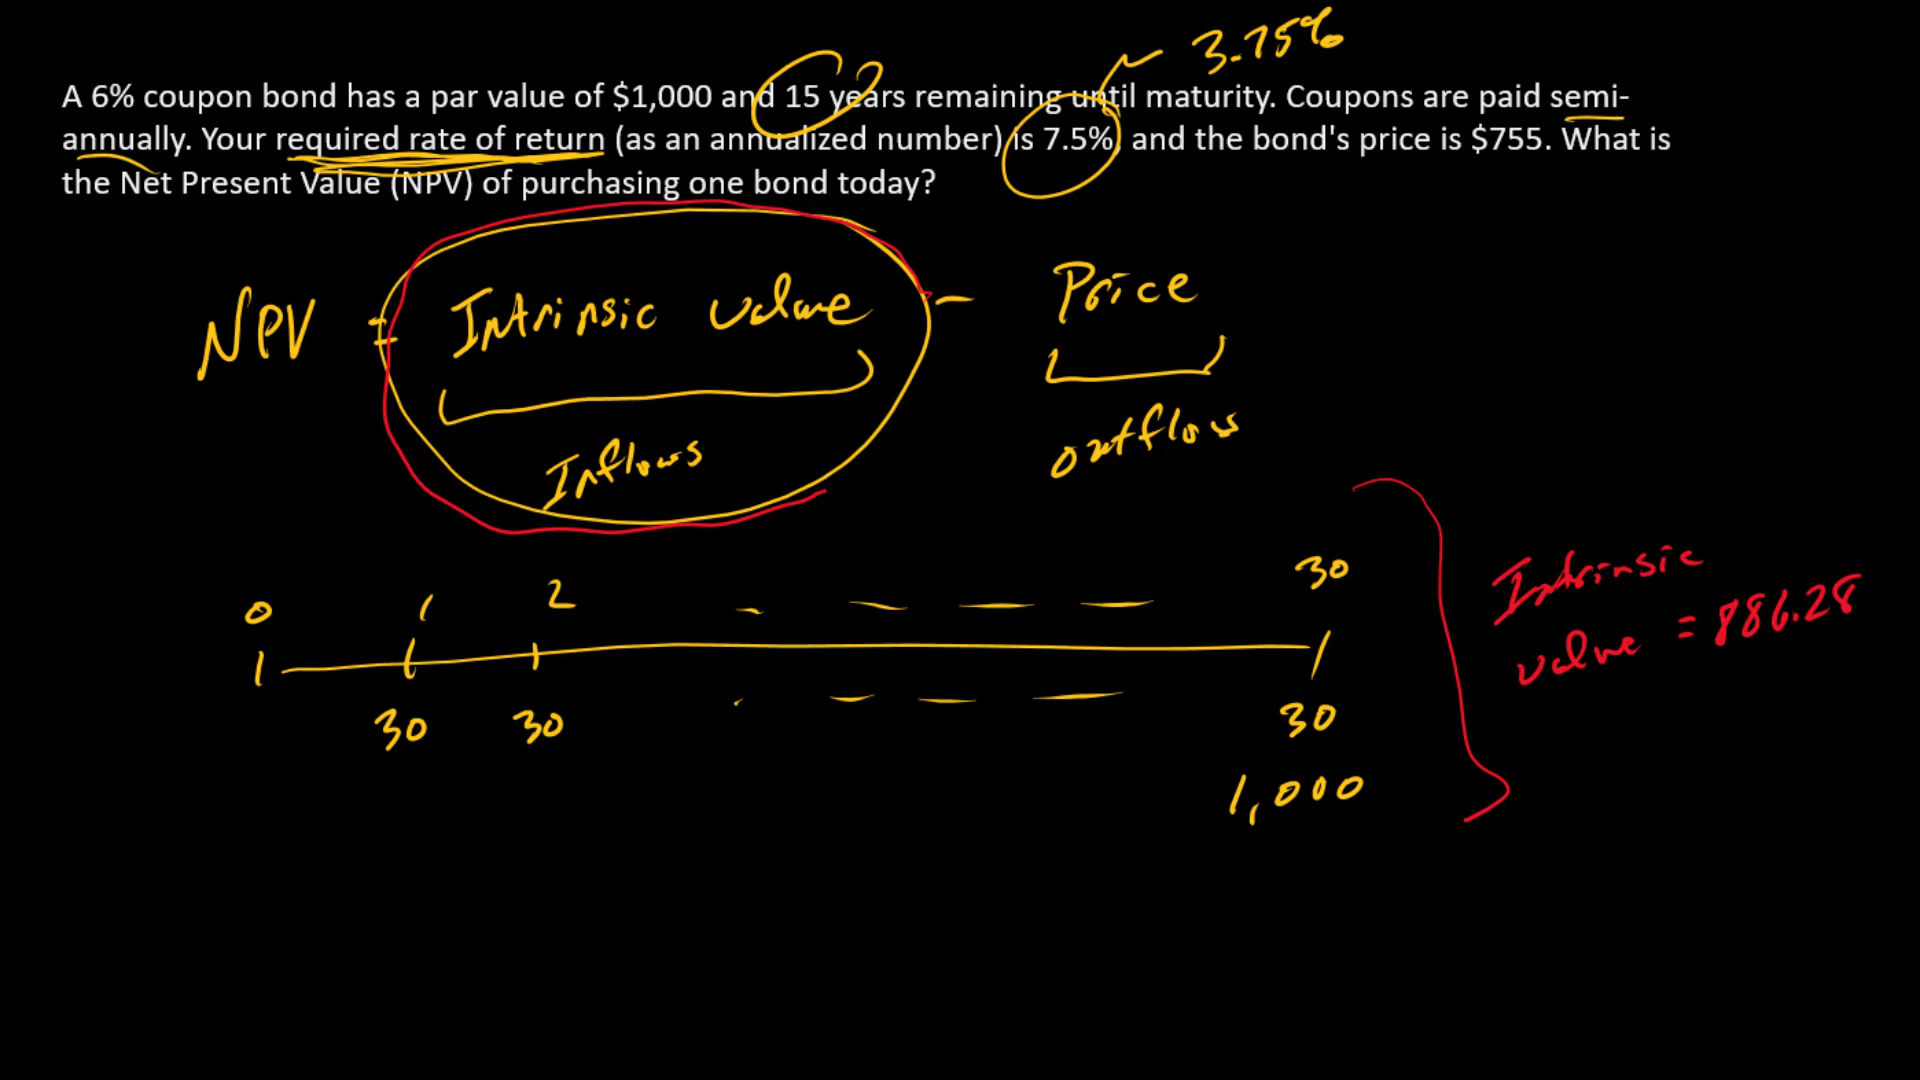 3.75%
A 6% coupon bond has a par value of $1,000 and 15 years remaining until maturity. Coupons are paid semi-
annually. Your required rate of return (as an annualized number) is 7.5%, and the bond's price is $755. What is
the Net Present Value (NPV) of purchasing one bond today?
NPV = Intrinsic value - Price
Inflows outflow
0 1 2 30
30 30 30
1,000
Intrinsic
value = 886.28